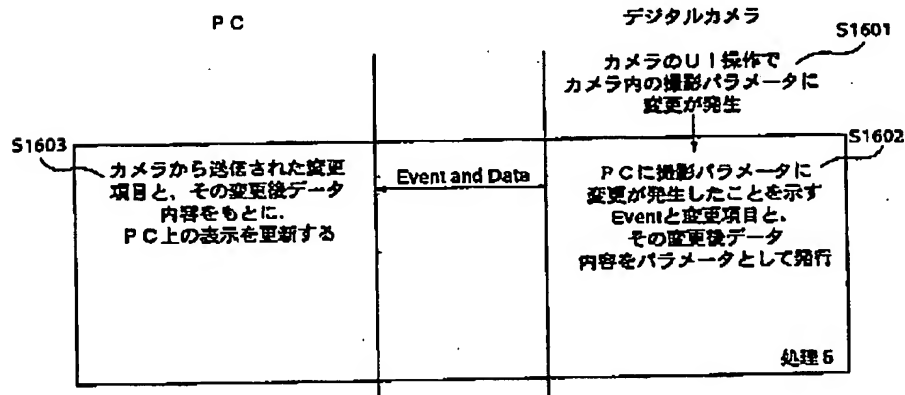 ＰＣ
デジタルカメラ
S1601
カメラのＵＩ操作で
カメラ内の撮影パラメータに
変更が発生
S1603
カメラから送信された変更
項目と、その変更後データ
内容をもとに、
ＰＣ上の表示を更新する
Event and Data
S1602
ＰＣに撮影パラメータに
変更が発生したことを示す
Eventと変更項目と、
その変更後データ
内容をパラメータとして発行
処理6